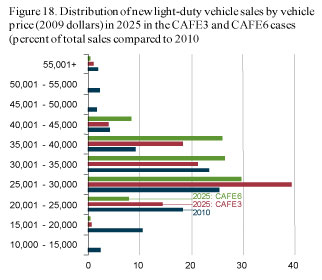 Figure 18. Distribution of new light-duty vehicle sales by vehicle
price (2009 dollars) in 2025 in the CAFE3 and CAFE6 cases
(percent of total sales compared to 2010
55,001+
50,001 - 55,000
45,001 - 50,000
40,001 - 45,000
35,001 - 40,000
30,001 - 35,000
25,001 - 30,000
20,001 - 25,000
2025: CAFE6
2025: CAFE3
2010
15,001 - 20,000
10,000 - 15,000
0 10 20 30 40